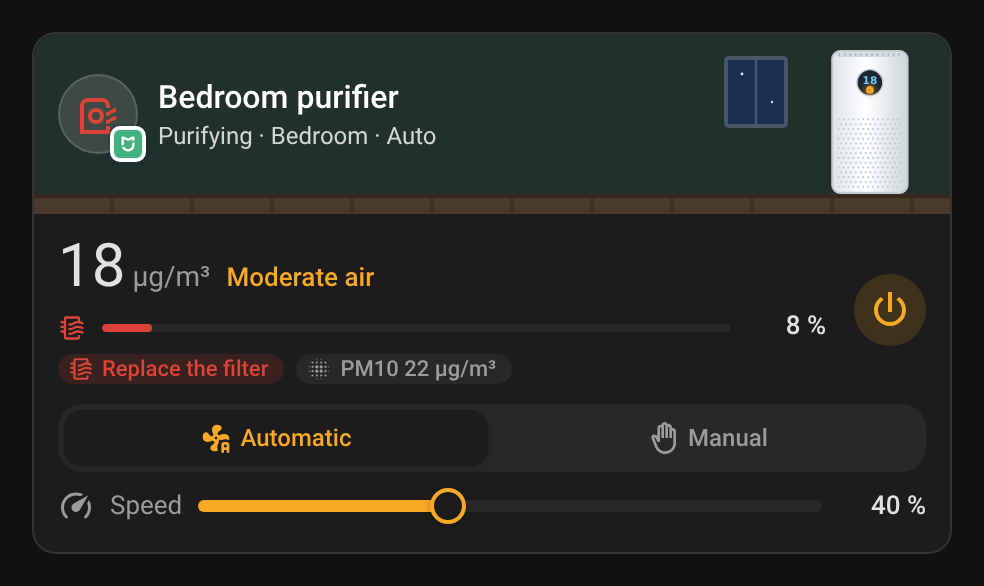 Bedroom purifier
Purifying · Bedroom · Auto
18
18 µg/m³ Moderate air
8 %
Replace the filter PM10 22 µg/m³
Automatic Manual
Speed 40 %